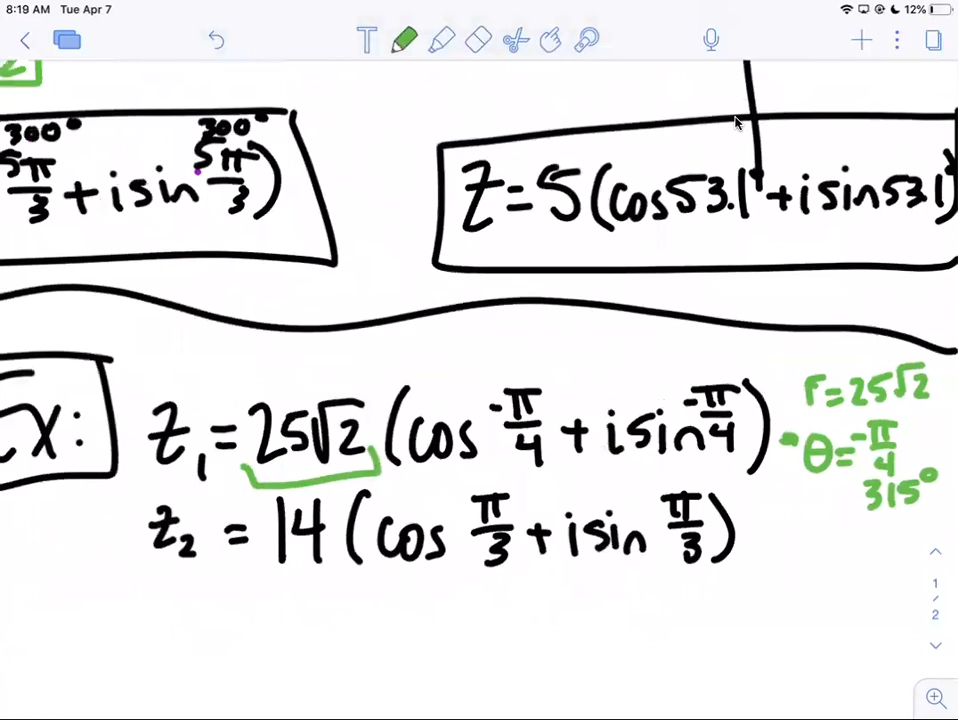 8:19 AM Tue Apr 7
12%
T
2
300° 300°
5π/3 + i sin 5π/3)
z = 5(cos 53.1° + i sin 53.1°)
Ex:
z₁ = 25√2 (cos -π/4 + i sin -π/4)
r = 25√2
θ = -π/4
315°
z₂ = 14 (cos π/3 + i sin π/3)
1
/
2